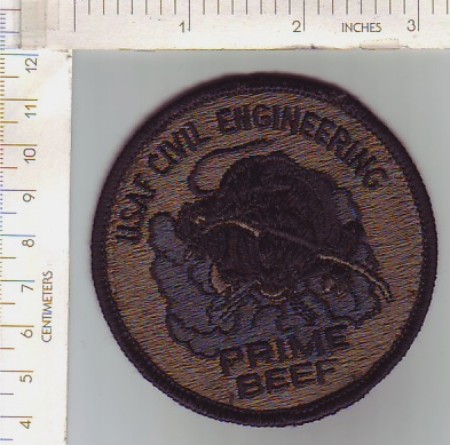 1 2 INCHES 3
12
11
10
9
8
7
6
5
4
CENTIMETERS
USAF CIVIL ENGINEERING
PRIME
BEEF